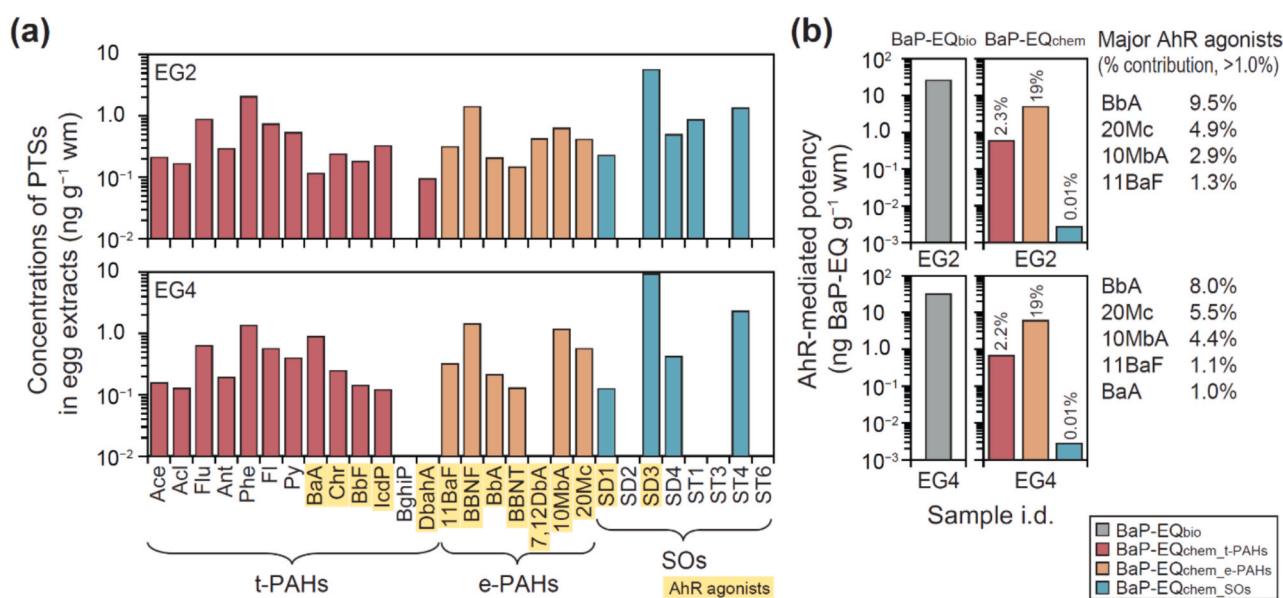 (a)
Concentrations of PTSs
in egg extracts (ng g⁻¹ wm)
10
EG2
1.0
10⁻¹
10⁻²
10
EG4
1.0
10⁻¹
10⁻²
Ace
Acl
Flu
Ant
Phe
Fl
Py
BaA
Chr
BbF
IcdP
BghiP
DbahA
11BaF
BBNF
BbA
BBNT
7,12DbA
10MbA
20Mc
SD1
SD2
SD3
SD4
ST1
ST3
ST4
ST6
t-PAHs
e-PAHs
SOs
AhR agonists
(b)
BaP-EQbio
BaP-EQchem
Major AhR agonists
(% contribution, >1.0%)
AhR-mediated potency
(ng BaP-EQ g⁻¹ wm)
10²
10
1.0
10⁻¹
10⁻²
10⁻³
2.3%
19%
0.01%
EG2
EG2
BbA 9.5%
20Mc 4.9%
10MbA 2.9%
11BaF 1.3%
10²
10
1.0
10⁻¹
10⁻²
10⁻³
2.2%
19%
0.01%
EG4
EG4
BbA 8.0%
20Mc 5.5%
10MbA 4.4%
11BaF 1.1%
BaA 1.0%
Sample i.d.
BaP-EQbio
BaP-EQchem_t-PAHs
BaP-EQchem_e-PAHs
BaP-EQchem_SOs